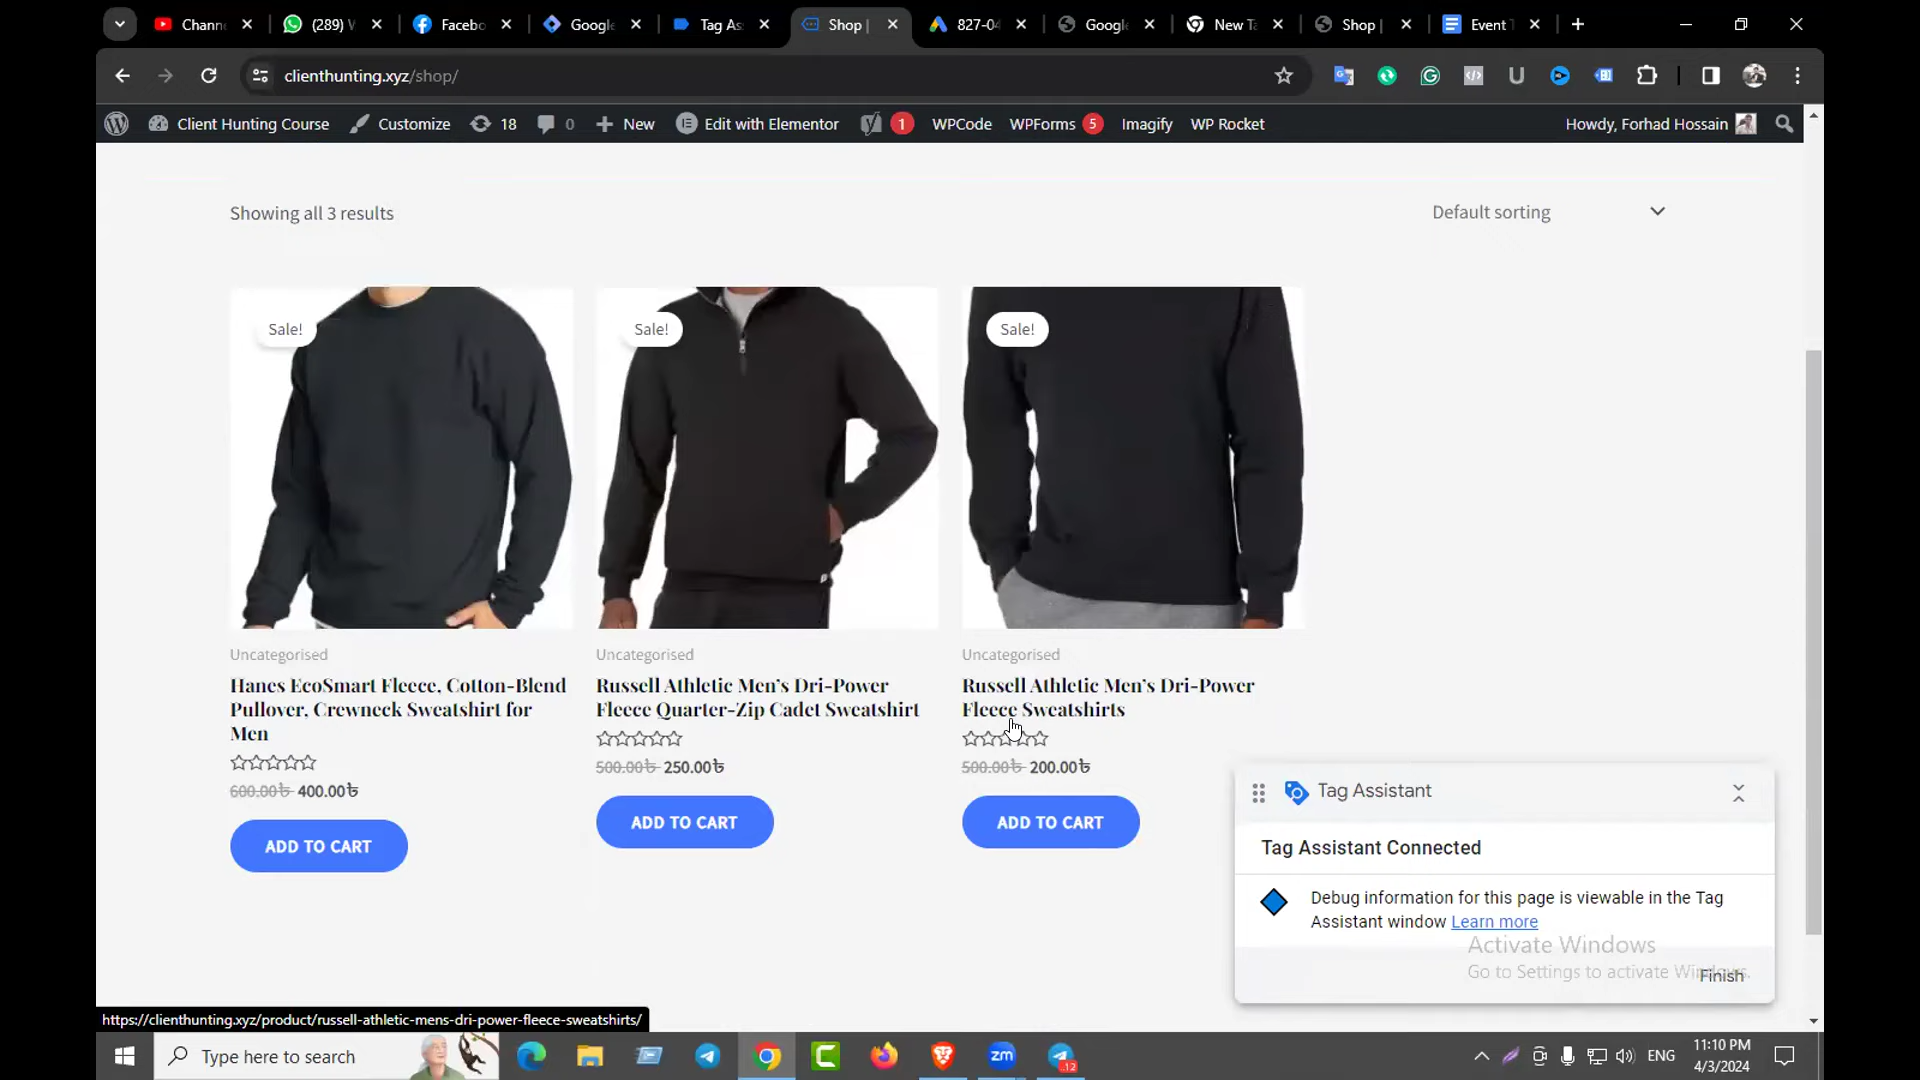 Chann
(289) V
Facebo
Google
Tag As
Shop |
827-04
Google
New Ta
Shop |
Event T
clienthunting.xyz/shop/
Client Hunting Course
Customize
18
0
New
Edit with Elementor
1
WPCode
WPForms
5
Imagify
WP Rocket
Howdy, Forhad Hossain
Showing all 3 results
Default sorting
Sale!
Sale!
Sale!
Uncategorised
Hanes EcoSmart Fleece, Cotton-Blend
Pullover, Crewneck Sweatshirt for
Men
600.00৳ 400.00৳
ADD TO CART
Uncategorised
Russell Athletic Men’s Dri-Power
Fleece Quarter-Zip Cadet Sweatshirt
500.00৳ 250.00৳
ADD TO CART
Uncategorised
Russell Athletic Men’s Dri-Power
Fleece Sweatshirts
500.00৳ 200.00৳
ADD TO CART
Tag Assistant
Tag Assistant Connected
Debug information for this page is viewable in the Tag
Assistant window Learn more
Activate Windows
Go to Settings to activate Windows.
Finish
https://clienthunting.xyz/product/russell-athletic-mens-dri-power-fleece-sweatshirts/
Type here to search
zm
12
ENG
11:10 PM
4/3/2024